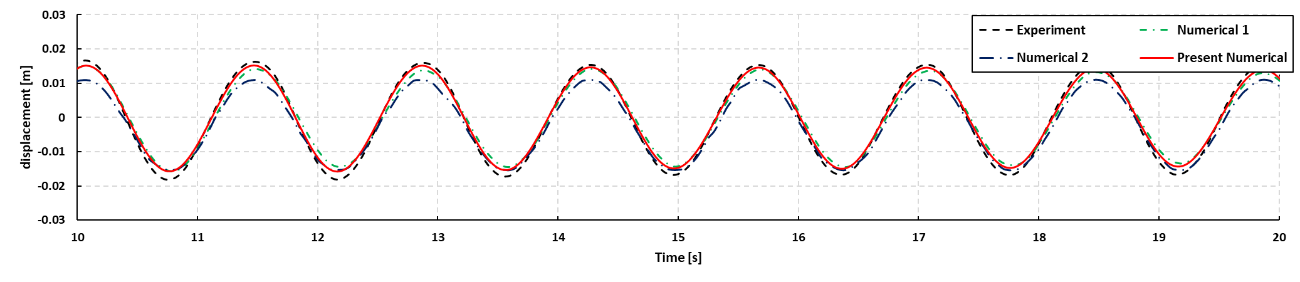 0.03
0.02
0.01
0
-0.01
-0.02
-0.03
displacement [m]
10 11 12 13 14 15 16 17 18 19 20
Time [s]
Experiment Numerical 1
Numerical 2 Present Numerical